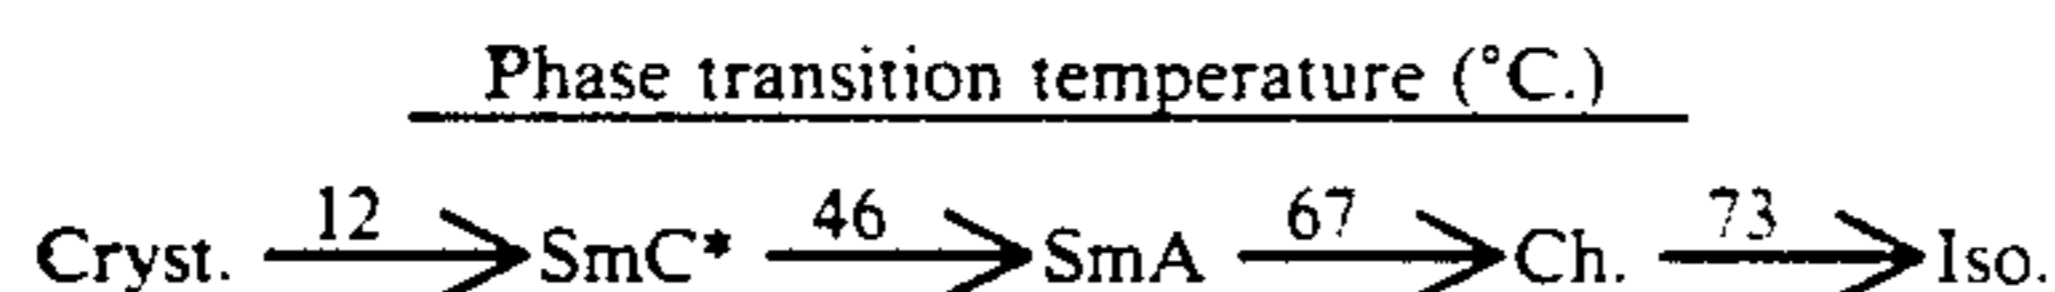 Phase transition temperature (°C.)
12 46 67 73
Cryst. → SmC* → SmA → Ch. → Iso.